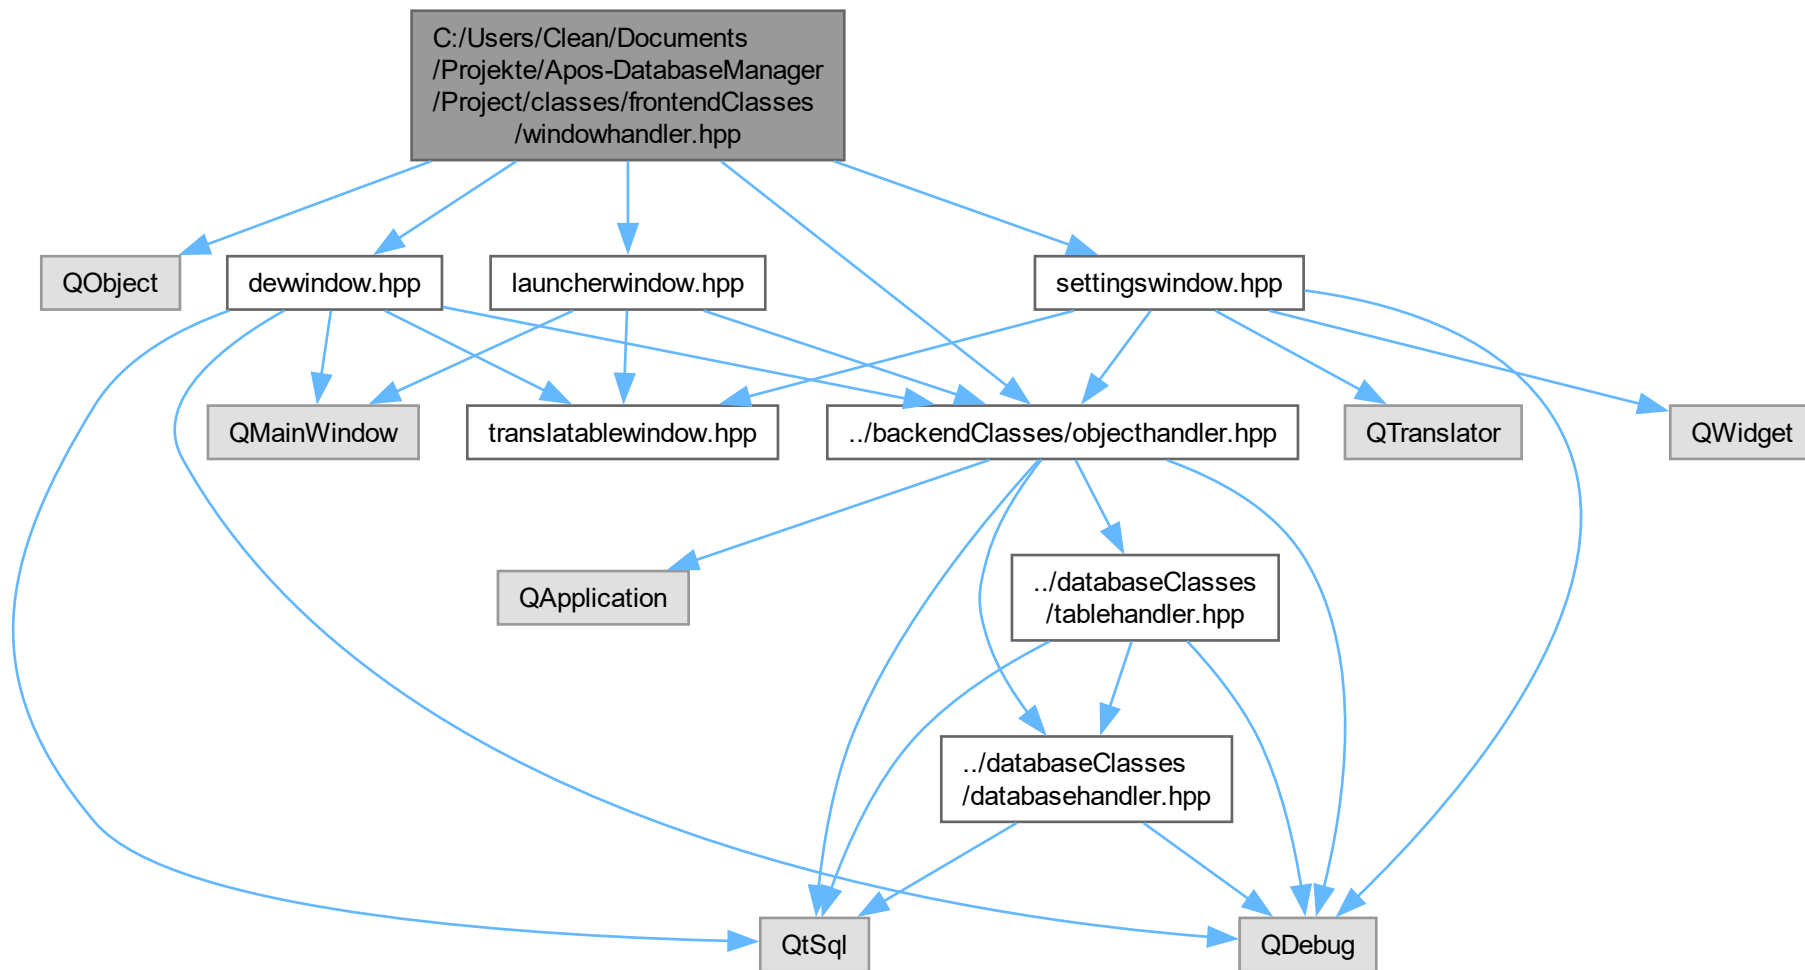 C:/Users/Clean/Documents
/Projekte/Apos-DatabaseManager
/Project/classes/frontendClasses
/windowhandler.hpp
QObject
devwindow.hpp
launcherwindow.hpp
settingswindow.hpp
QMainWindow
translatablewindow.hpp
../backendClasses/objecthandler.hpp
QTranslator
QWidget
QApplication
../databaseClasses
/tablehandler.hpp
../databaseClasses
/databasehandler.hpp
QtSql
QDebug